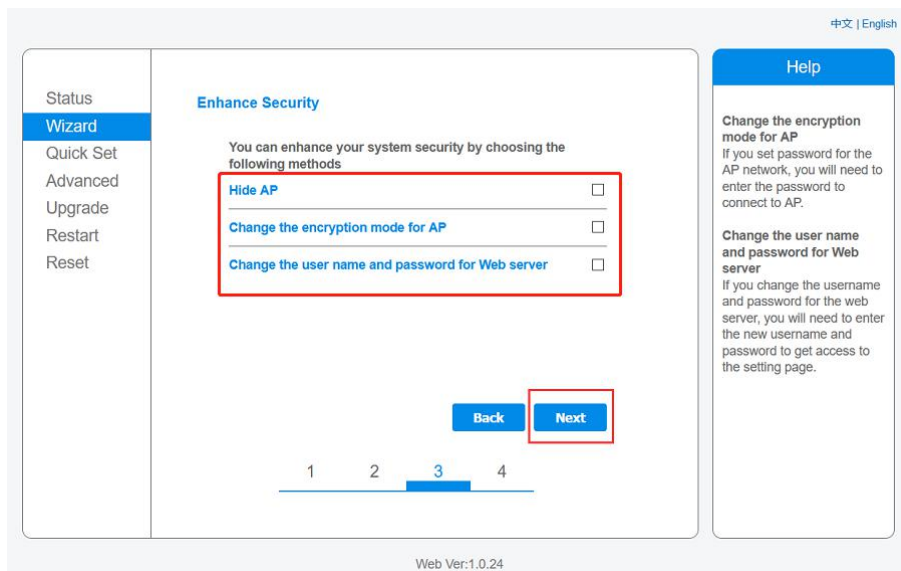 中文 | English
Status
Wizard
Quick Set
Advanced
Upgrade
Restart
Reset
Enhance Security
You can enhance your system security by choosing the
following methods
Hide AP
Change the encryption mode for AP
Change the user name and password for Web server
Back
Next
1 2 3 4
Help
Change the encryption
mode for AP
If you set password for the
AP network, you will need to
enter the password to
connect to AP.
Change the user name
and password for Web
server
If you change the username
and password for the web
server, you will need to enter
the new username and
password to get access to
the setting page.
Web Ver:1.0.24